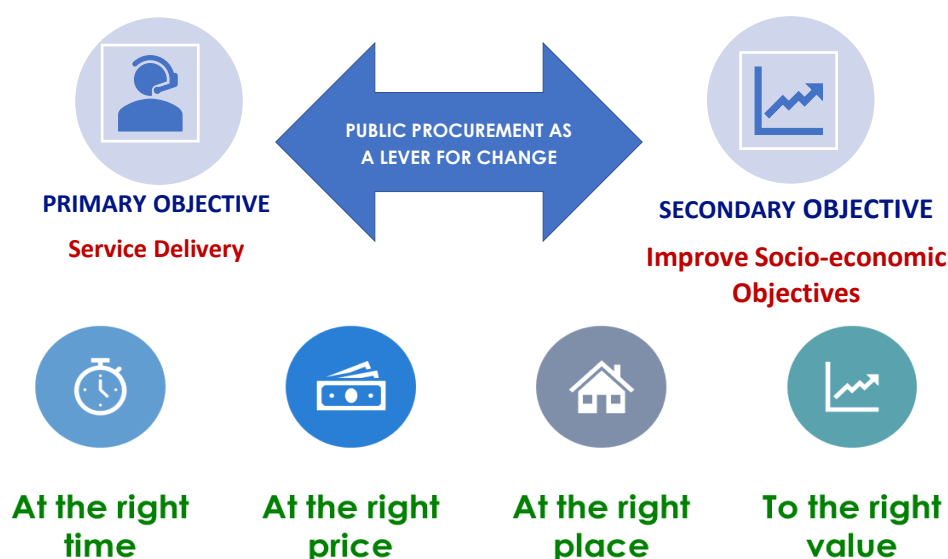 PUBLIC PROCUREMENT AS
A LEVER FOR CHANGE
PRIMARY OBJECTIVE
Service Delivery
SECONDARY OBJECTIVE
Improve Socio-economic
Objectives
At the right
time
At the right
price
At the right
place
To the right
value